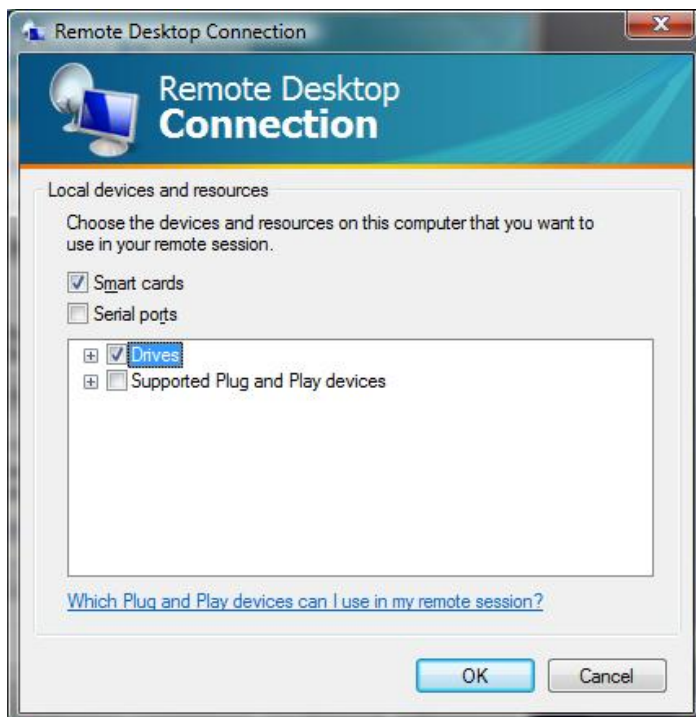 Remote Desktop Connection
Remote Desktop
Connection
Local devices and resources
Choose the devices and resources on this computer that you want to
use in your remote session.
Smart cards
Serial ports
Drives
Supported Plug and Play devices
Which Plug and Play devices can I use in my remote session?
OK Cancel